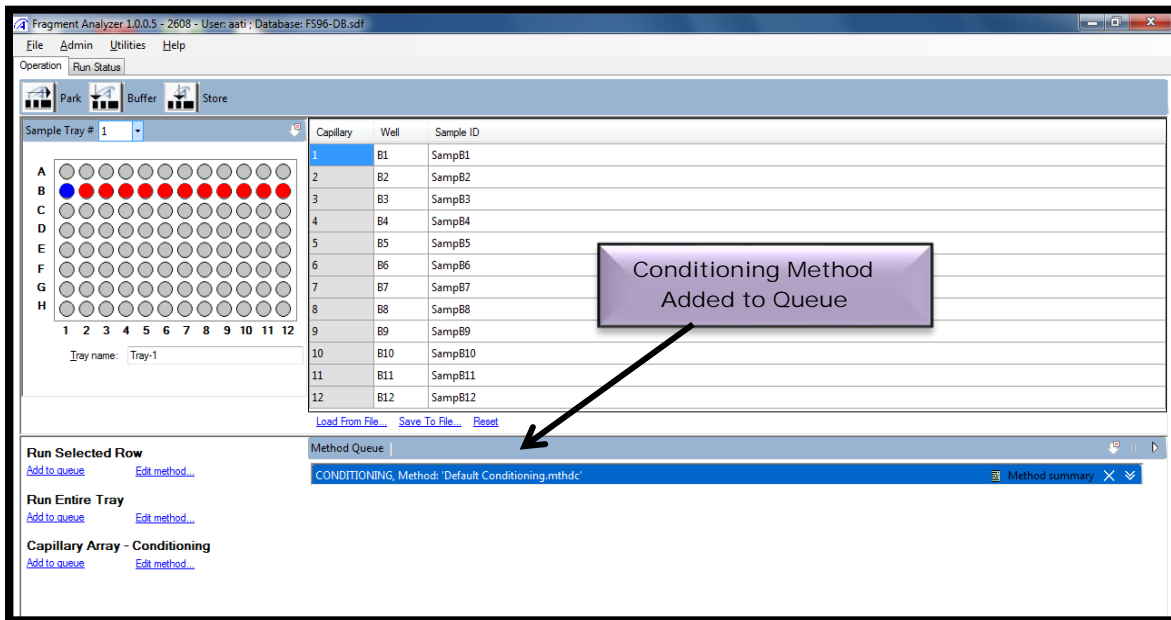 Fragment Analyzer 1.0.0.5 - 2608 - User: aati ; Database: FS96-DB.sdf
File Admin Utilities Help
Operation Run Status
Park Buffer Store
Sample Tray # 1
A
B
C
D
E
F
G
H
1 2 3 4 5 6 7 8 9 10 11 12
Tray name: Tray-1
Capillary Well Sample ID
1 B1 SampB1
2 B2 SampB2
3 B3 SampB3
4 B4 SampB4
5 B5 SampB5
6 B6 SampB6
7 B7 SampB7
8 B8 SampB8
9 B9 SampB9
10 B10 SampB10
11 B11 SampB11
12 B12 SampB12
Load From File... Save To File... Reset
Conditioning Method
Added to Queue
Run Selected Row
Add to queue Edit method...
Run Entire Tray
Add to queue Edit method...
Capillary Array - Conditioning
Add to queue Edit method...
Method Queue
CONDITIONING, Method: 'Default Conditioning.mthdc' Method summary